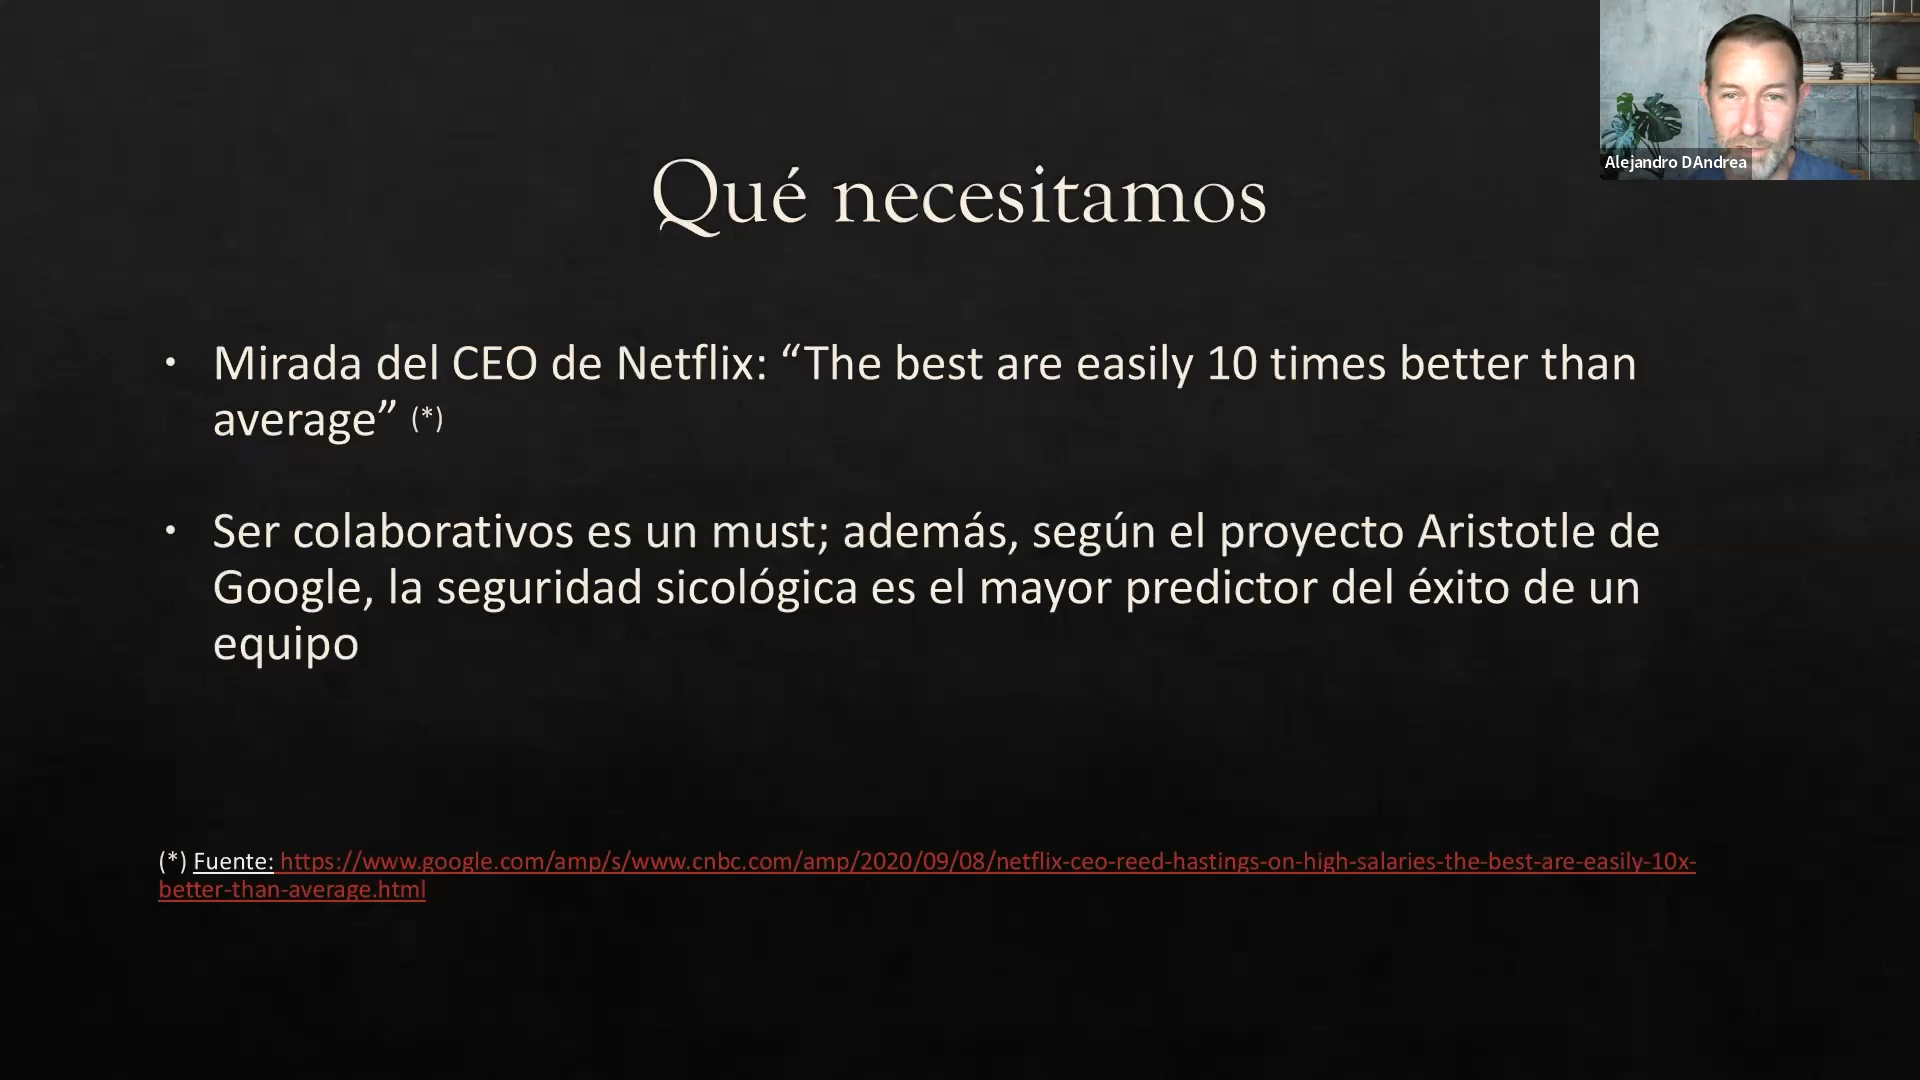 Alejandro DAndrea
Qué necesitamos
• Mirada del CEO de Netflix: “The best are easily 10 times better than
average” (*)
• Ser colaborativos es un must; además, según el proyecto Aristotle de
Google, la seguridad sicológica es el mayor predictor del éxito de un
equipo
(*) Fuente: https://www.google.com/amp/s/www.cnbc.com/amp/2020/09/08/netflix-ceo-reed-hastings-on-high-salaries-the-best-are-easily-10x-
better-than-average.html